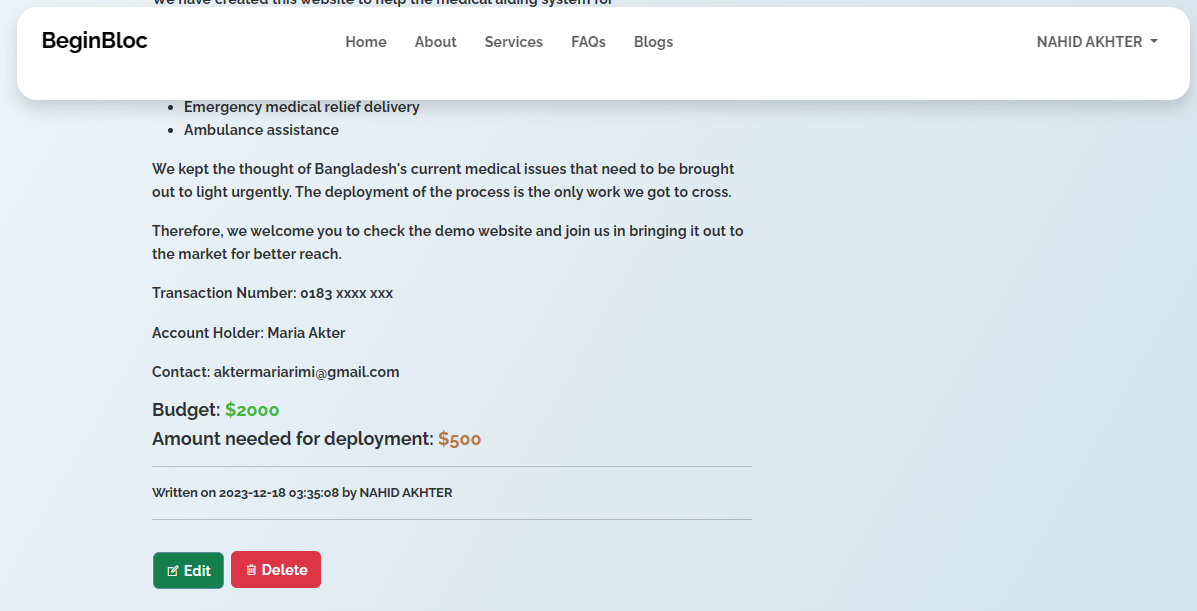 We have created this website to help the medical aiding system for
BeginBloc
Home About Services FAQs Blogs
NAHID AKHTER
Emergency medical relief delivery
Ambulance assistance
We kept the thought of Bangladesh's current medical issues that need to be brought
out to light urgently. The deployment of the process is the only work we got to cross.
Therefore, we welcome you to check the demo website and join us in bringing it out to
the market for better reach.
Transaction Number: 0183 xxxx xxx
Account Holder: Maria Akter
Contact: aktermariarimi@gmail.com
Budget: $2000
Amount needed for deployment: $500
Written on 2023-12-18 03:35:08 by NAHID AKHTER
Edit Delete